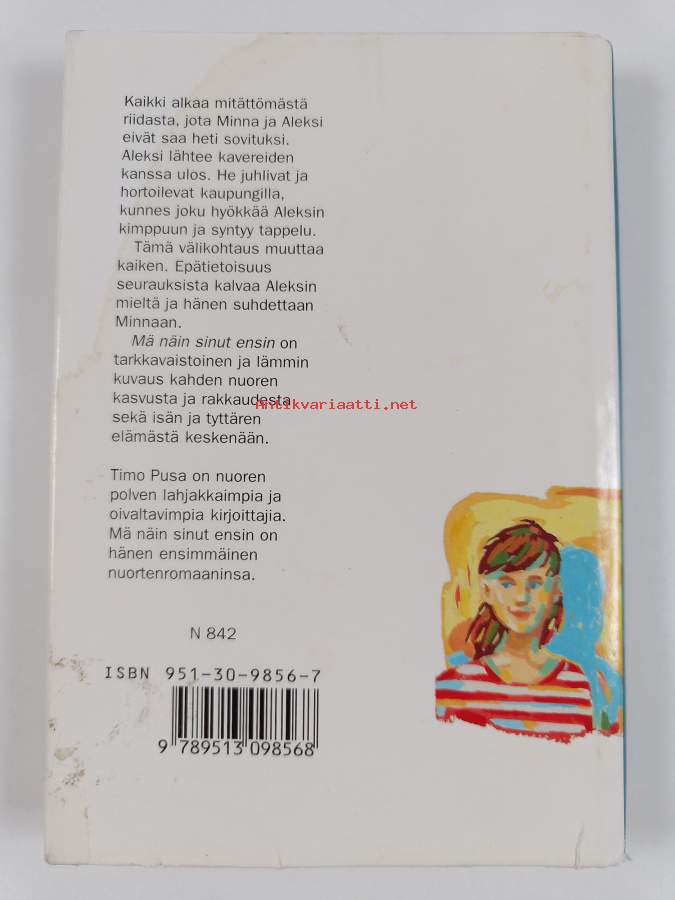 Kaikki alkaa mitättömästä
riidasta, jota Minna ja Aleksi
eivät saa heti sovituksi.
Aleksi lähtee kavereiden
kanssa ulos. He juhlivat ja
hortoilevat kaupungilla,
kunnes joku hyökkää Aleksin
kimppuun ja syntyy tappelu.
Tämä välikohtaus muuttaa
kaiken. Epätietoisuus
seurauksista kalvaa Aleksin
mieltä ja hänen suhdettaan
Minnaan.
Mä näin sinut ensin on
tarkkavaistoinen ja lämmin
kuvaus kahden nuoren
kasvusta ja rakkaudesta
Antikvariaatti.net
sekä isän ja tyttären
elämästä keskenään.
Timo Pusa on nuoren
polven lahjakkaimpia ja
oivaltavimpia kirjoittajia.
Mä näin sinut ensin on
hänen ensimmäinen
nuortenromaaninsa.
N 842
ISBN 951-30-9856-7
9 789513 098568